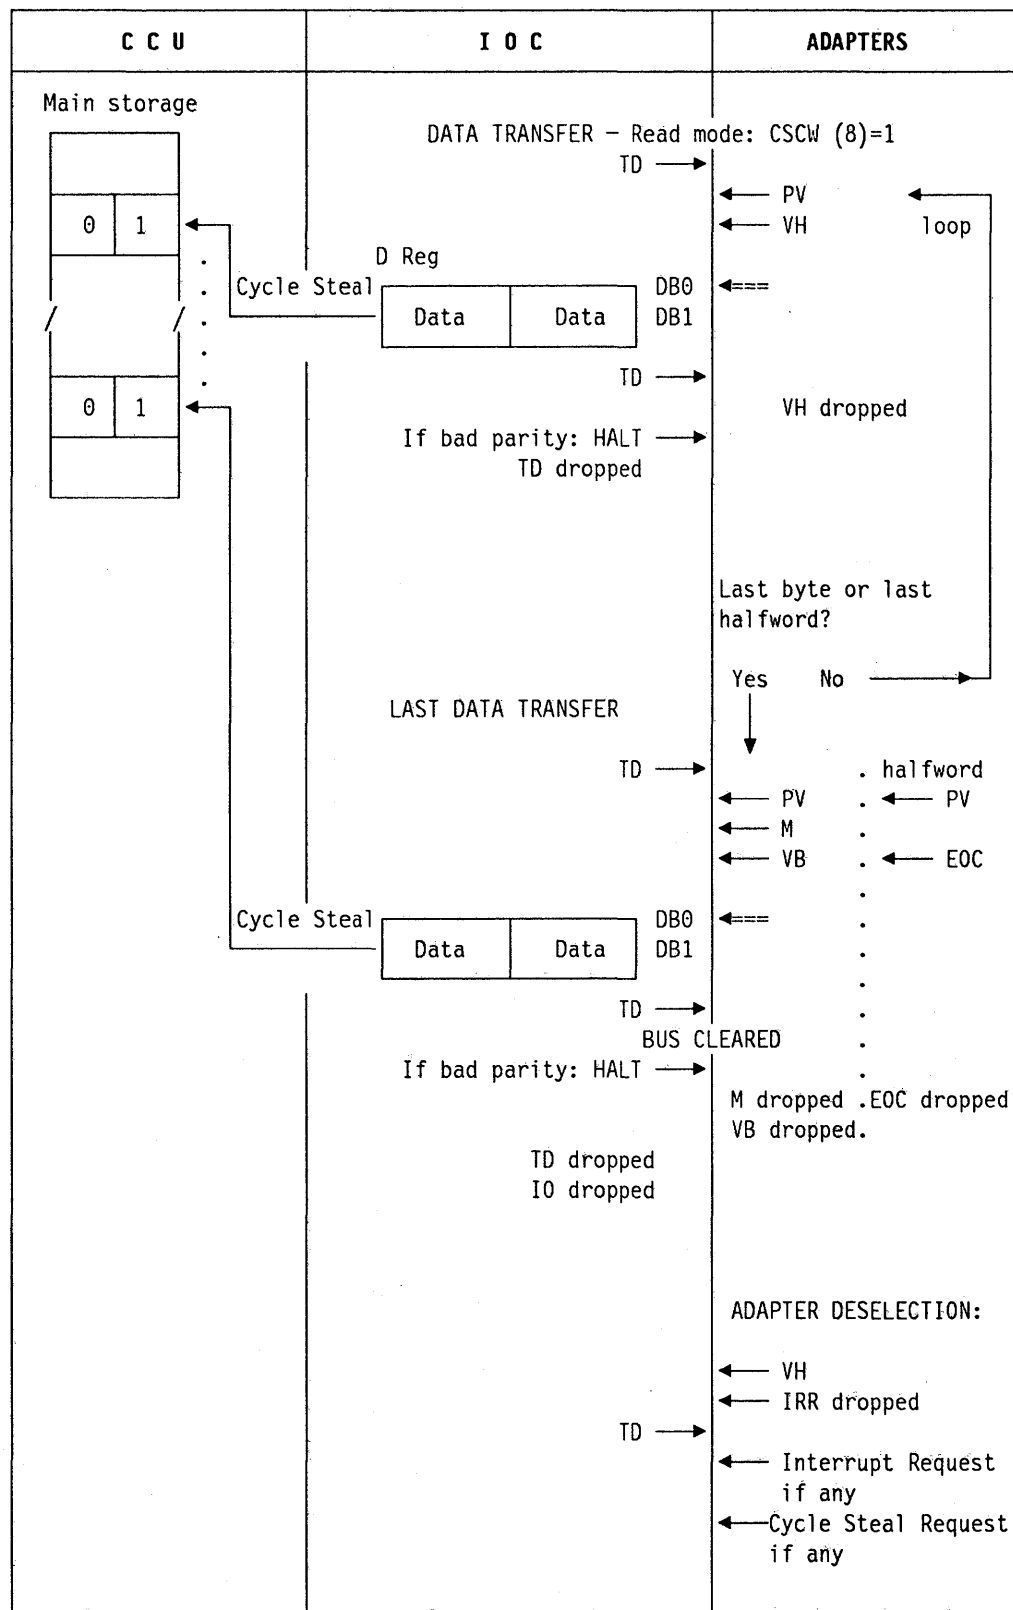 C C U I O C ADAPTERS
Main storage
DATA TRANSFER — Read mode: CSCW (8)=1
TD
PV
0 1 VH loop
D Reg
Cycle Steal DB0 ===
Data Data DB1
/ /
TD
0 1 VH dropped
If bad parity: HALT
TD dropped
Last byte or last
halfword?
Yes No
LAST DATA TRANSFER
TD . halfword
PV . PV
M .
VB . EOC
Cycle Steal DB0 ===
Data Data DB1
TD
BUS CLEARED
If bad parity: HALT
M dropped .EOC dropped
VB dropped.
TD dropped
IO dropped
ADAPTER DESELECTION:
VH
IRR dropped
TD
Interrupt Request
if any
Cycle Steal Request
if any